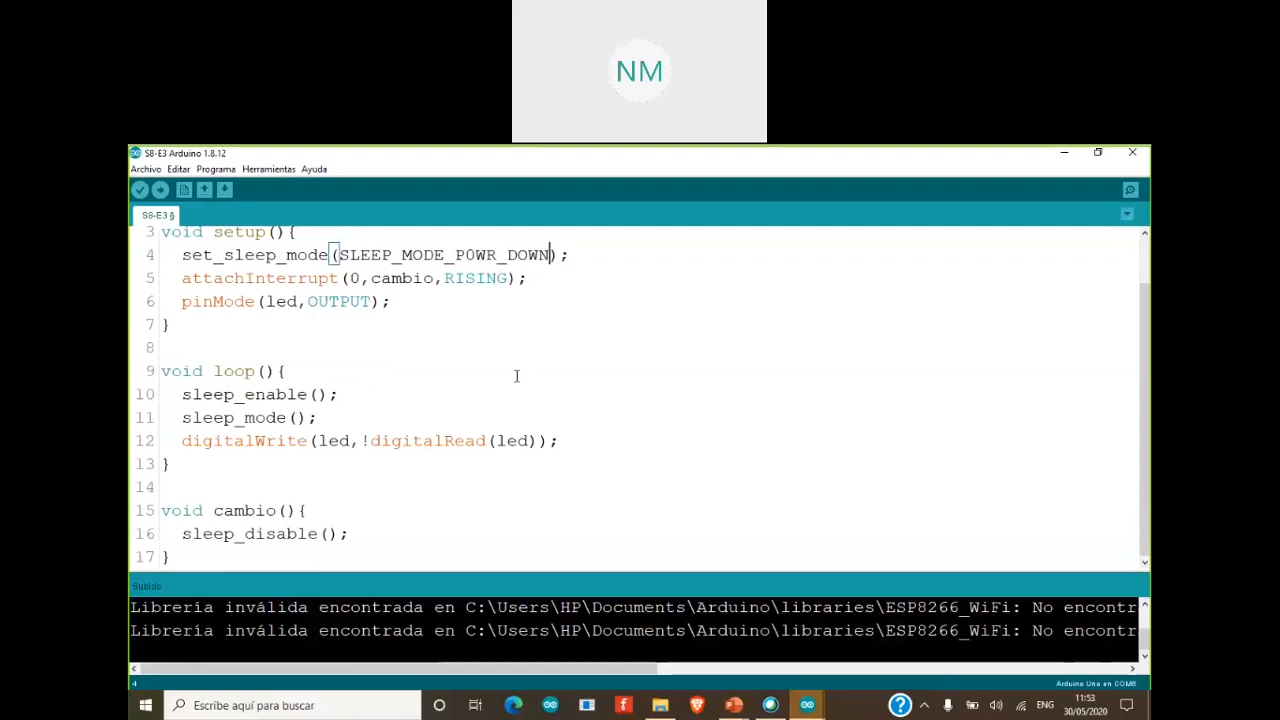 NM
S8-E3 Arduino 1.8.12
Archivo Editar Programa Herramientas Ayuda
S8-E3 §
3 void setup(){
4 set_sleep_mode(SLEEP_MODE_P0WR_DOWN);
5 attachInterrupt(0,cambio,RISING);
6 pinMode(led,OUTPUT);
7 }
8
9 void loop(){
10 sleep_enable();
11 sleep_mode();
12 digitalWrite(led,!digitalRead(led));
13 }
14
15 void cambio(){
16 sleep_disable();
17 }
Subido
Librería inválida encontrada en C:\Users\HP\Documents\Arduino\libraries\ESP8266_WiFi: No encontr
Librería inválida encontrada en C:\Users\HP\Documents\Arduino\libraries\ESP8266_WiFi: No encontr
4 Arduino Uno en COM6
Escribe aquí para buscar
ENG
11:53
30/05/2020